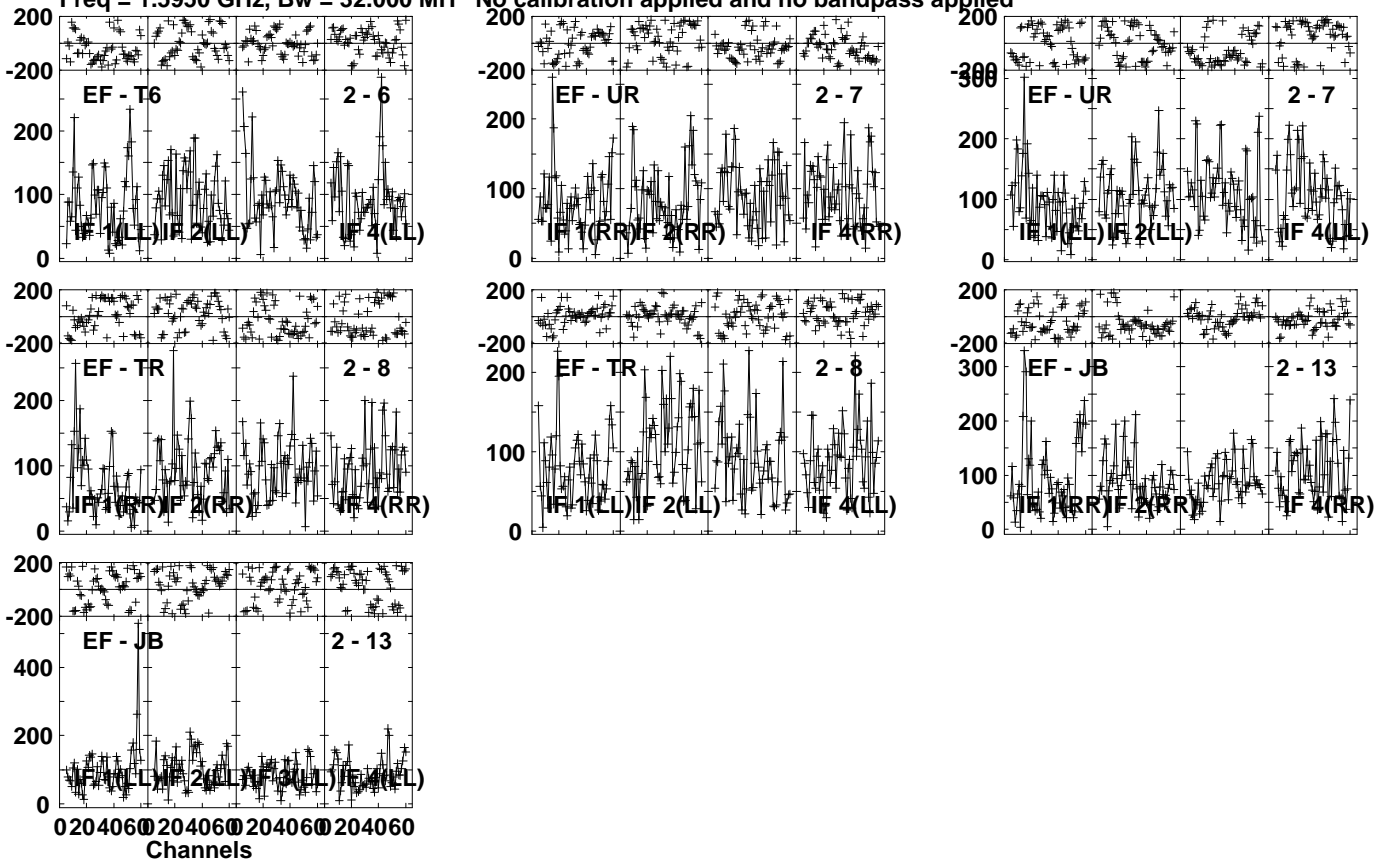 Freq = 1.5950 GHz, Bw = 32.000 MH No calibration applied and no bandpass applied
200
-200
EF - T6 2 - 6
200
100
0
IF 1(LL) IF 2(LL) IF 4(LL)
200
-200
EF - UR 2 - 7
200
100
0
IF 1(RR) IF 2(RR) IF 4(RR)
200
-200
300
EF - UR 2 - 7
200
100
0
IF 1(LL) IF 2(LL) IF 4(LL)
200
-200
EF - TR 2 - 8
200
100
0
IF 1(RR) IF 2(RR) IF 4(RR)
200
-200
EF - TR 2 - 8
200
100
0
IF 1(LL) IF 2(LL) IF 4(LL)
200
-200
300
EF - JB 2 - 13
200
100
0
IF 1(RR) IF 2(RR) IF 4(RR)
200
-200
EF - JB 2 - 13
400
200
0
IF 1(LL) IF 2(LL) IF 3(LL) IF 4(LL)
0 20 40 60 0 20 40 60 0 20 40 60 0 20 40 60
Channels